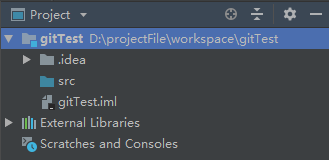 Project
gitTest D:\projectFile\workspace\gitTest
.idea
src
gitTest.iml
External Libraries
Scratches and Consoles